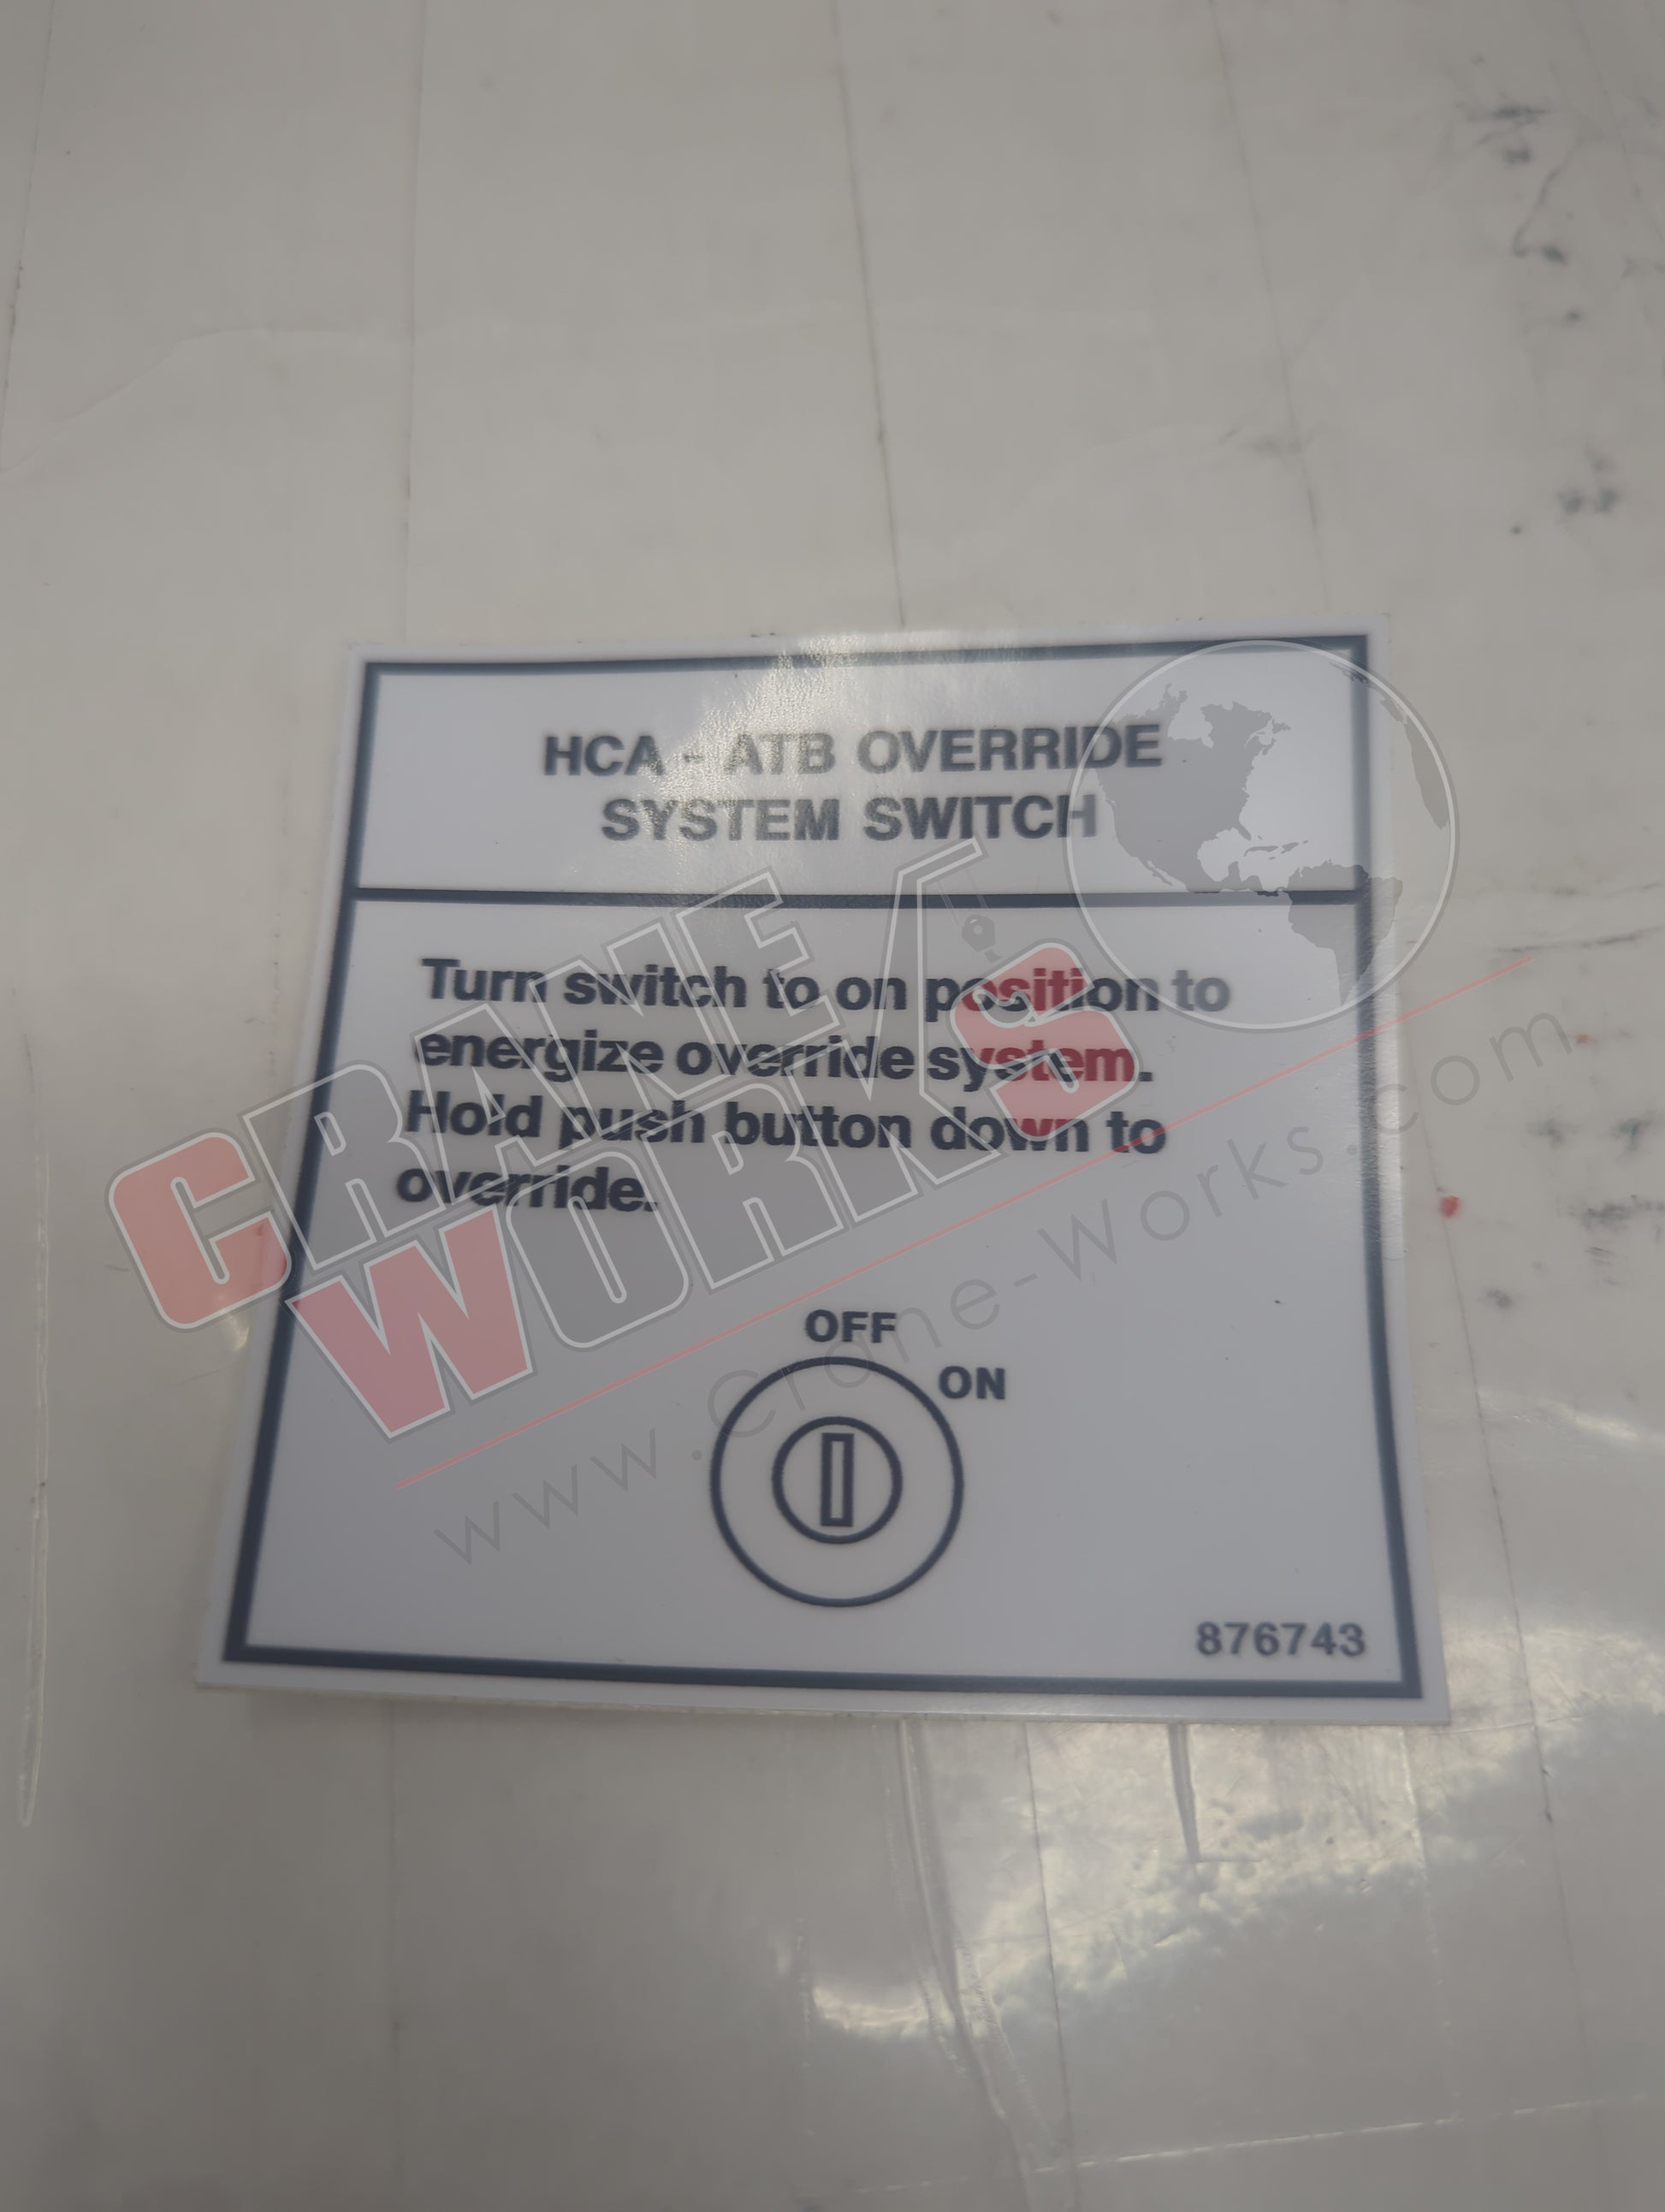 HCA - ATB OVERRIDE
SYSTEM SWITCH
Turn switch to on position to
energize override system.
Hold push button down to
override.
OFF
ON
876743
CRANE
WORKS
www.crane-works.com